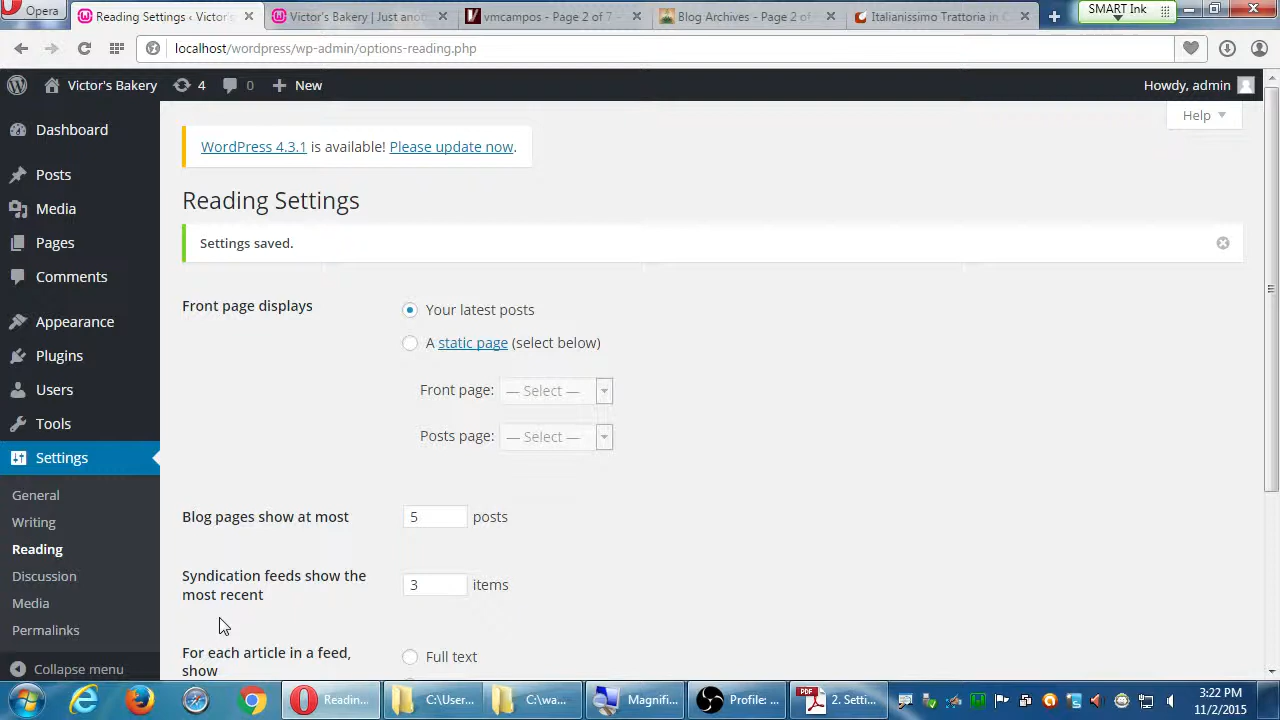 Opera
Reading Settings ‹ Victor's
Victor's Bakery | Just anot
vmcampos - Page 2 of 7 –
Blog Archives - Page 2 of
Italianissimo Trattoria in C
SMART Ink
localhost/wordpress/wp-admin/options-reading.php
Victor's Bakery
4
0
New
Howdy, admin
Help
Dashboard
Posts
Media
Pages
Comments
Appearance
Plugins
Users
Tools
Settings
General
Writing
Reading
Discussion
Media
Permalinks
Collapse menu
WordPress 4.3.1 is available! Please update now.
Reading Settings
Settings saved.
Front page displays
Your latest posts
A static page (select below)
Front page: — Select —
Posts page: — Select —
Blog pages show at most 5 posts
Syndication feeds show the
most recent
3 items
For each article in a feed,
show
Full text
Readin...
C:\User...
C:\wa...
Magnifi...
Profile: ...
PDF
2. Setti...
3:22 PM
11/2/2015